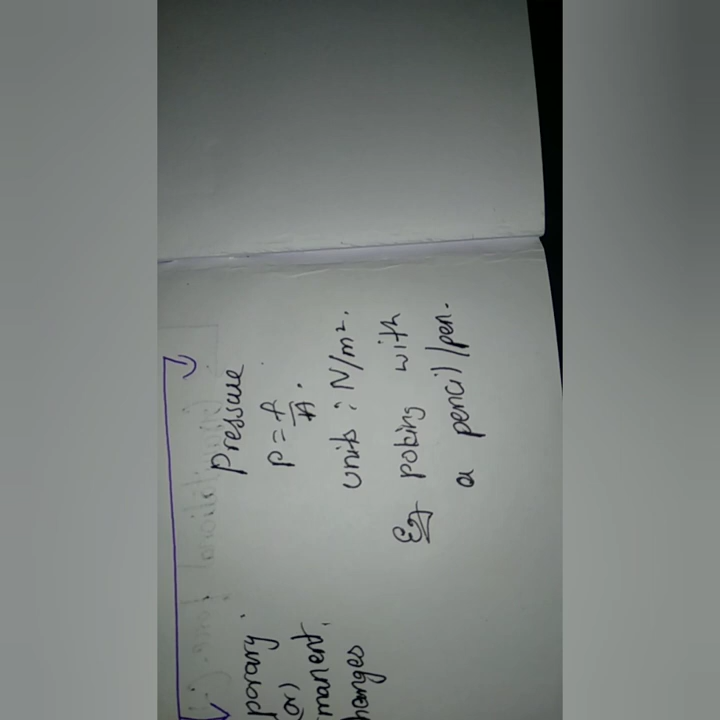 Pressure
P = F/A.
units : N/m².
Eg poking with
a pencil/pen.
porary.
(or)
manent.
hanges